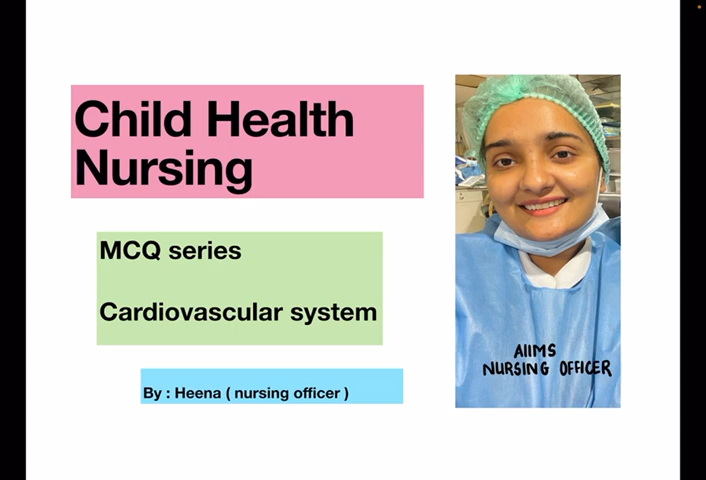 Child Health
Nursing
MCQ series
Cardiovascular system
By : Heena ( nursing officer )
AIIMS
NURSING OFFICER